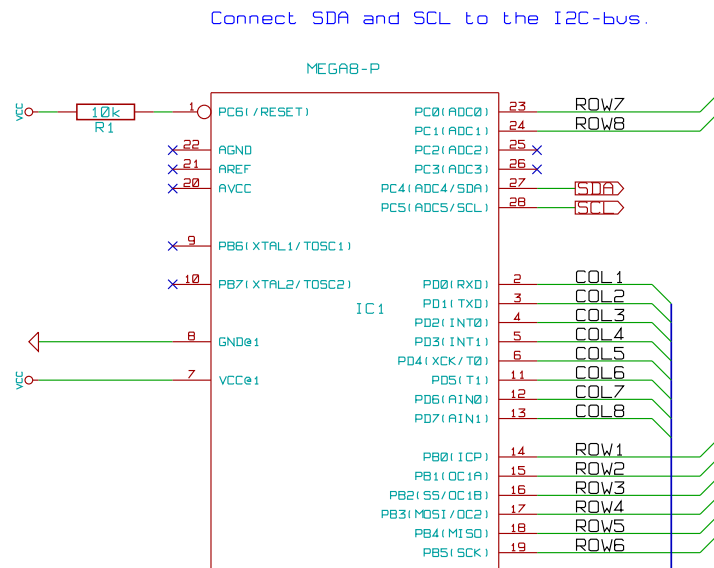 Connect SDA and SCL to the I2C-bus.
MEGA8-P
VCC 10k 1 PC6(/RESET) PC0(ADC0) 23 ROW7
R1 PC1(ADC1) 24 ROW8
22 AGND PC2(ADC2) 25
21 AREF PC3(ADC3) 26
20 AVCC PC4(ADC4/SDA) 27 SDA
PC5(ADC5/SCL) 28 SCL
9 PB6(XTAL1/TOSC1)
10 PB7(XTAL2/TOSC2) PD0(RXD) 2 COL1
IC1 PD1(TXD) 3 COL2
PD2(INT0) 4 COL3
8 GND@1 PD3(INT1) 5 COL4
PD4(XCK/T0) 6 COL5
VCC 7 VCC@1 PD5(T1) 11 COL6
PD6(AIN0) 12 COL7
PD7(AIN1) 13 COL8
PB0(ICP) 14 ROW1
PB1(OC1A) 15 ROW2
PB2(SS/OC1B) 16 ROW3
PB3(MOSI/OC2) 17 ROW4
PB4(MISO) 18 ROW5
PB5(SCK) 19 ROW6